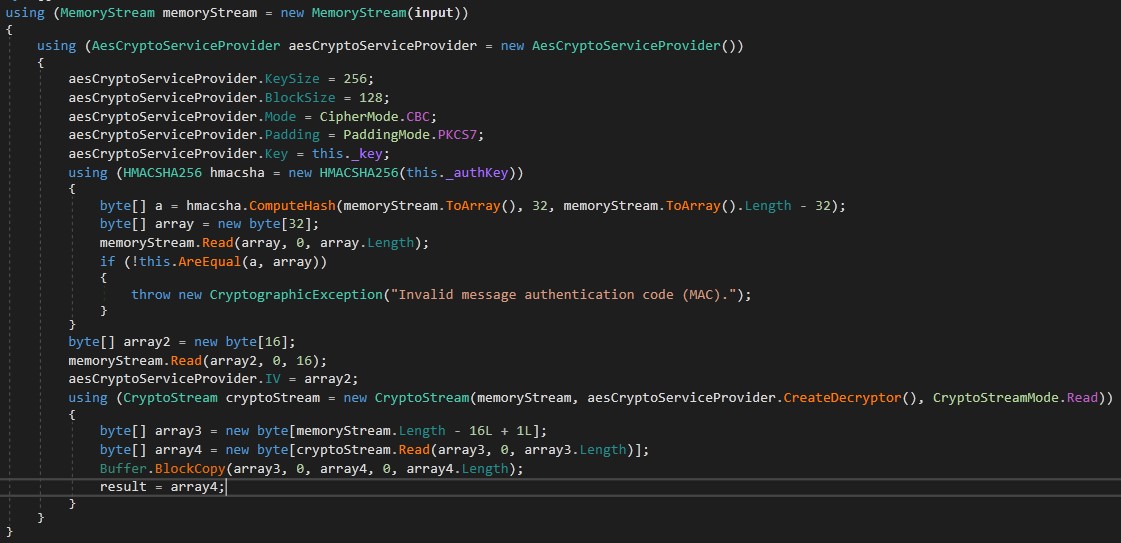 using (MemoryStream memoryStream = new MemoryStream(input))
{
    using (AesCryptoServiceProvider aesCryptoServiceProvider = new AesCryptoServiceProvider())
    {
        aesCryptoServiceProvider.KeySize = 256;
        aesCryptoServiceProvider.BlockSize = 128;
        aesCryptoServiceProvider.Mode = CipherMode.CBC;
        aesCryptoServiceProvider.Padding = PaddingMode.PKCS7;
        aesCryptoServiceProvider.Key = this._key;
        using (HMACSHA256 hmacsha = new HMACSHA256(this._authKey))
        {
            byte[] a = hmacsha.ComputeHash(memoryStream.ToArray(), 32, memoryStream.ToArray().Length - 32);
            byte[] array = new byte[32];
            memoryStream.Read(array, 0, array.Length);
            if (!this.AreEqual(a, array))
            {
                throw new CryptographicException("Invalid message authentication code (MAC).");
            }
        }
        byte[] array2 = new byte[16];
        memoryStream.Read(array2, 0, 16);
        aesCryptoServiceProvider.IV = array2;
        using (CryptoStream cryptoStream = new CryptoStream(memoryStream, aesCryptoServiceProvider.CreateDecryptor(), CryptoStreamMode.Read))
        {
            byte[] array3 = new byte[memoryStream.Length - 16L + 1L];
            byte[] array4 = new byte[cryptoStream.Read(array3, 0, array3.Length)];
            Buffer.BlockCopy(array3, 0, array4, 0, array4.Length);
            result = array4;
        }
    }
}